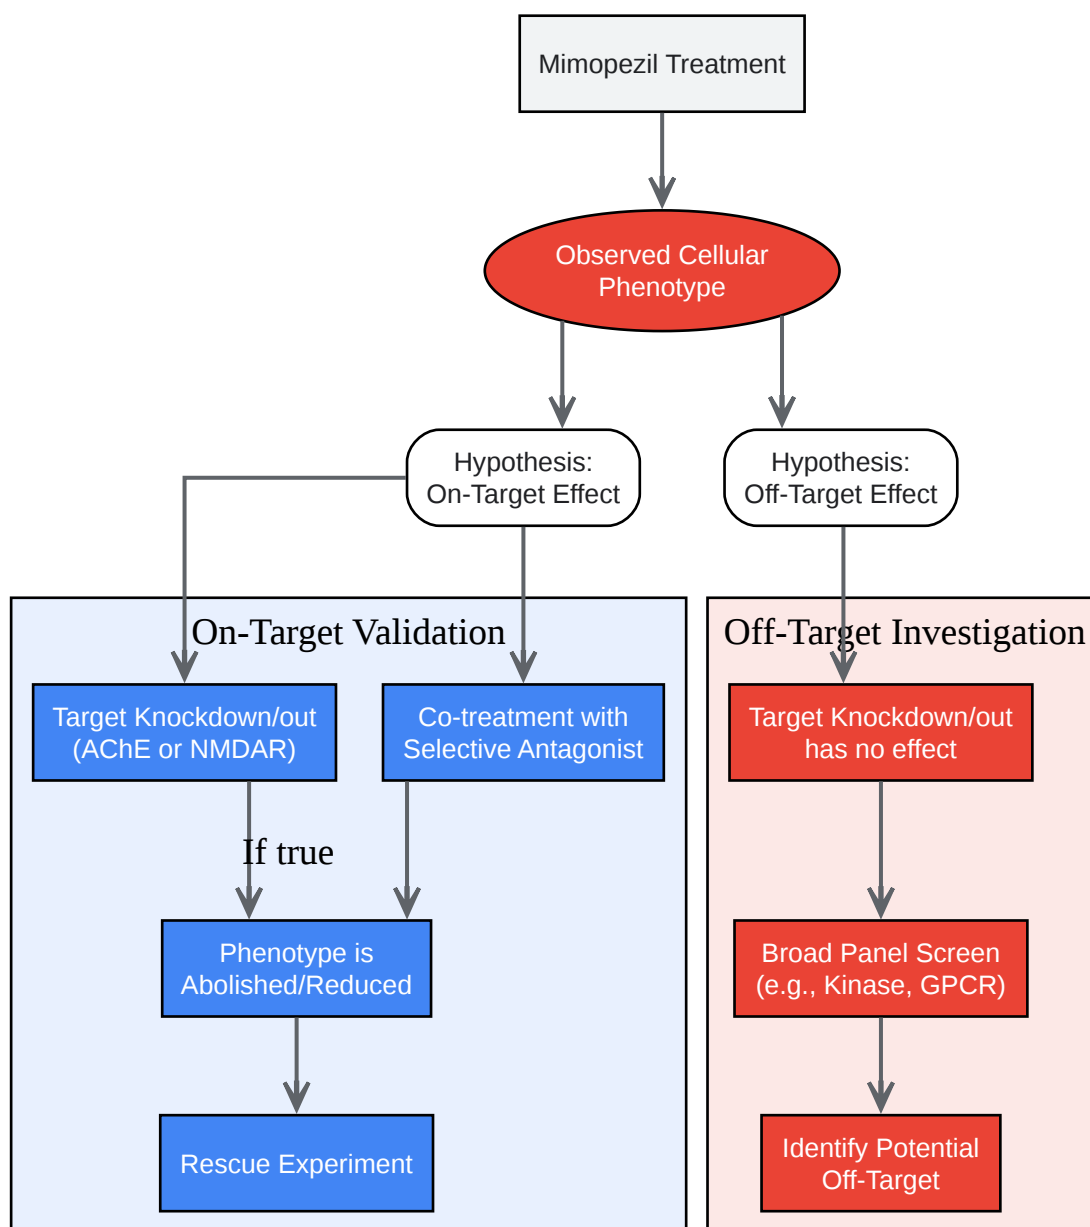 Mimopezil Treatment
Observed Cellular
Phenotype
Hypothesis:
On-Target Effect
Hypothesis:
Off-Target Effect
On-Target Validation
Off-Target Investigation
Target Knockdown/out
(AChE or NMDAR)
Co-treatment with
Selective Antagonist
Target Knockdown/out
has no effect
If true
Phenotype is
Abolished/Reduced
Broad Panel Screen
(e.g., Kinase, GPCR)
Rescue Experiment
Identify Potential
Off-Target